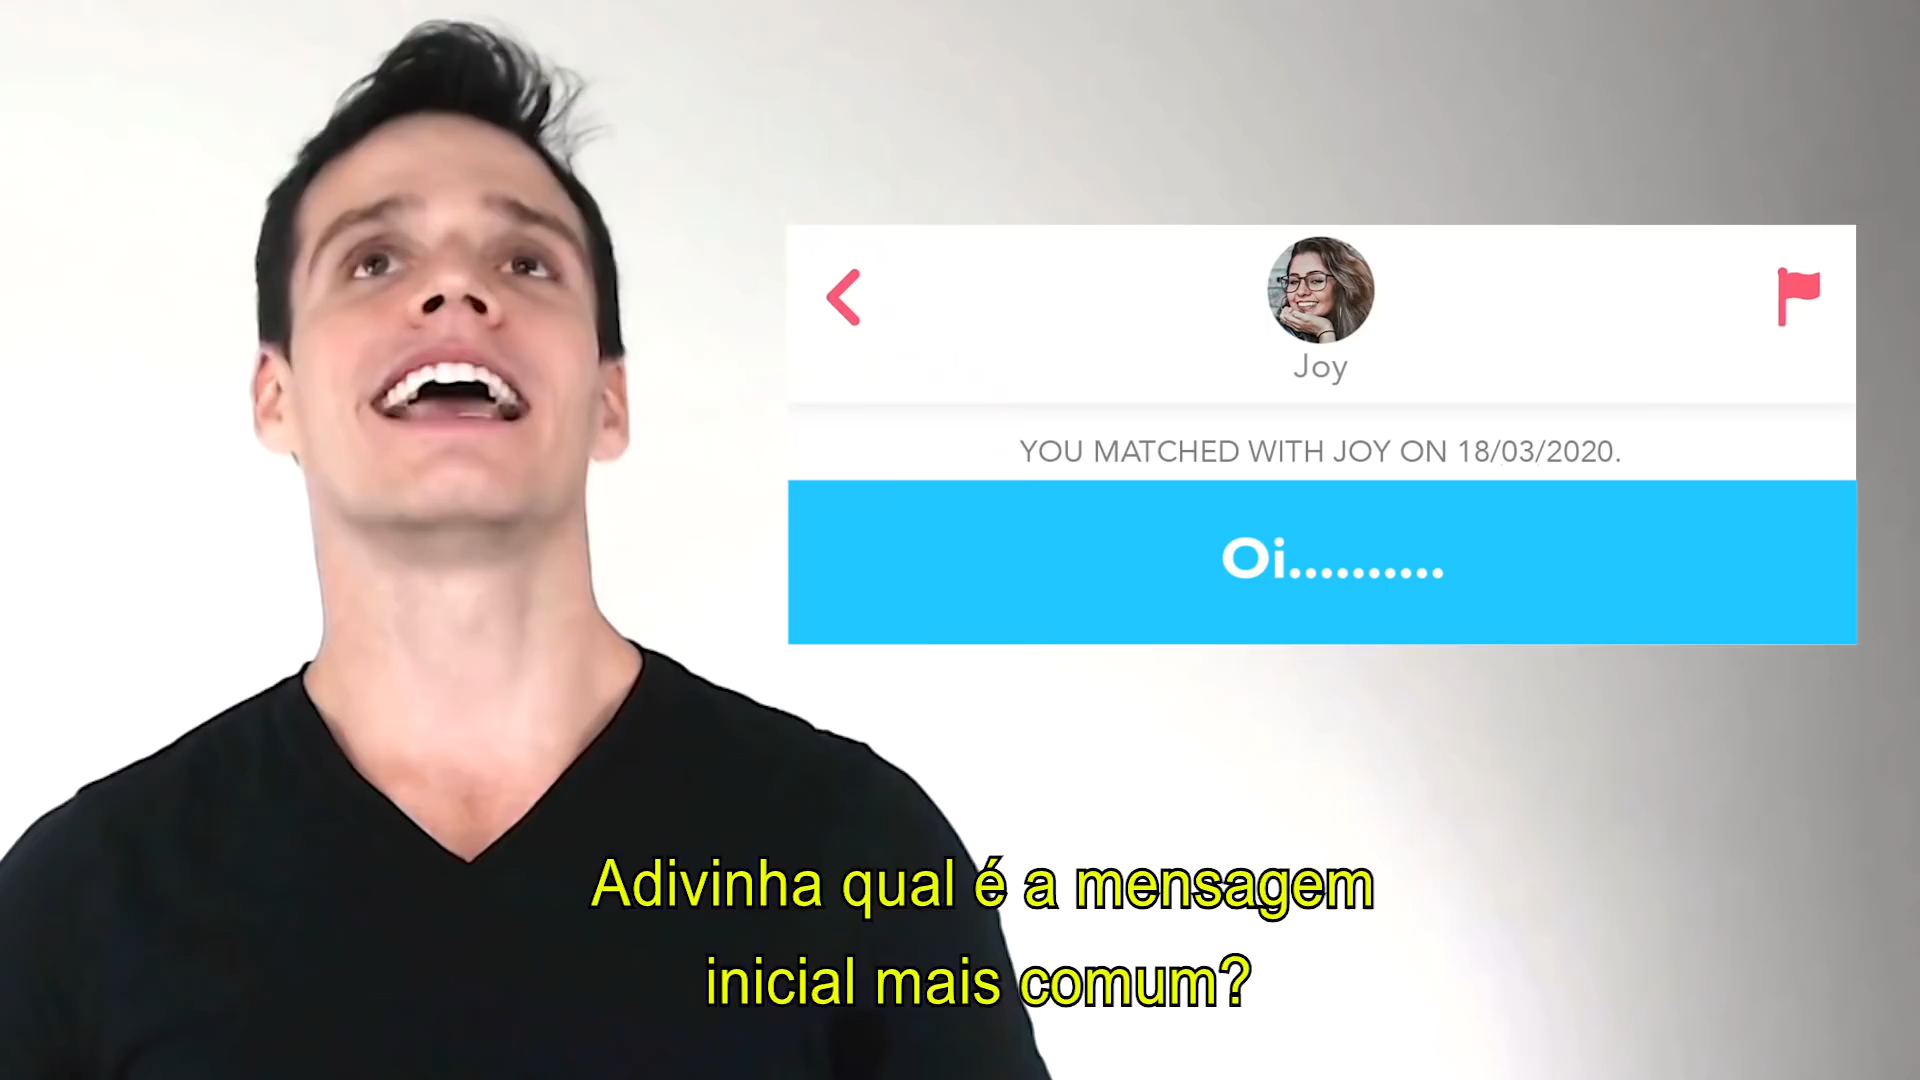 Joy
YOU MATCHED WITH JOY ON 18/03/2020.
Oi..........
Adivinha qual é a mensagem
inicial mais comum?